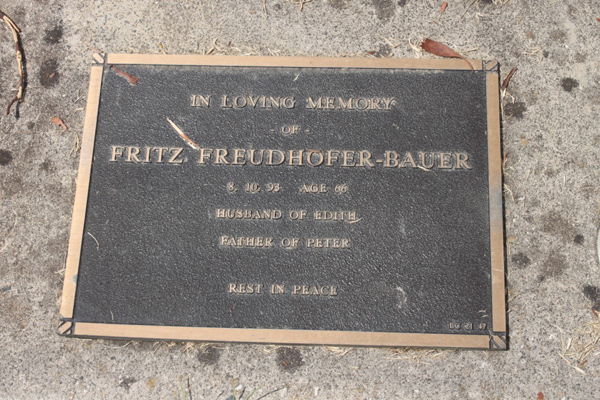 IN LOVING MEMORY
- OF -
FRITZ FREUDHOFER-BAUER
8. 10. 93 AGE 66
HUSBAND OF EDITH
FATHER OF PETER
REST IN PEACE